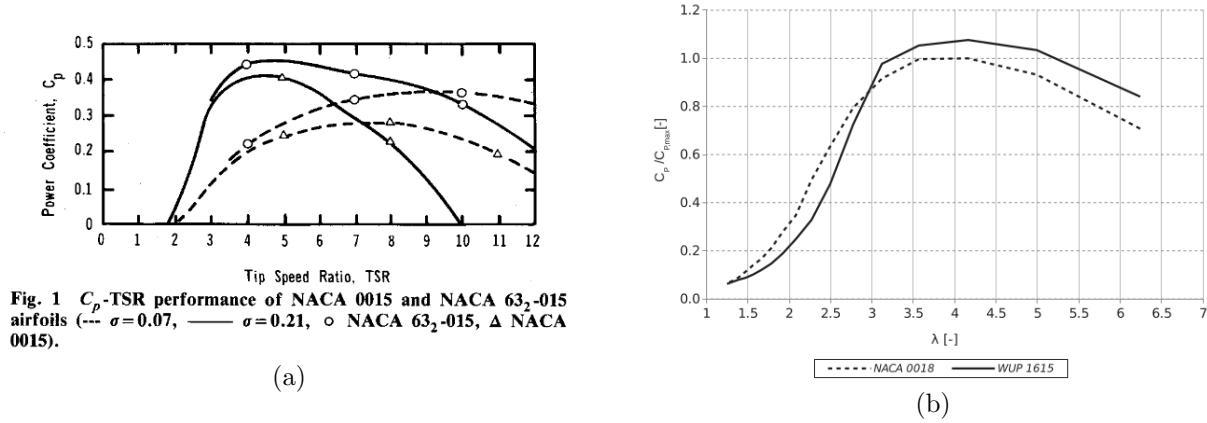 0.5
0.4
0.3
0.2
0.1
0
Power Coefficient, Cp
0 1 2 3 4 5 6 7 8 9 10 11 12
Tip Speed Ratio, TSR
Fig. 1 Cp-TSR performance of NACA 0015 and NACA 63₂-015
airfoils (--- σ=0.07, —— σ=0.21, ○ NACA 63₂-015, Δ NACA
0015).
(a)
1.2
1.0
0.8
0.6
0.4
0.2
0.0
CP /CP,max[-]
1 1.5 2 2.5 3 3.5 4 4.5 5 5.5 6 6.5 7
λ [-]
NACA 0018 WUP 1615
(b)